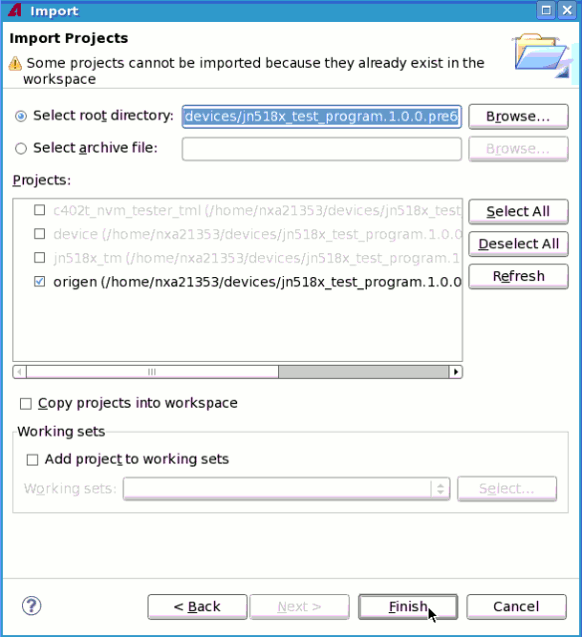 Import
Import Projects
Some projects cannot be imported because they already exist in the
workspace
Select root directory: devices/jn518x_test_program.1.0.0.pre6 Browse...
Select archive file: Browse...
Projects:
c402t_nvm_tester_tml (/home/nxa21353/devices/jn518x_test Select All
device (/home/nxa21353/devices/jn518x_test_program.1.0.0 Deselect All
jn518x_tm (/home/nxa21353/devices/jn518x_test_program.1 Refresh
origen (/home/nxa21353/devices/jn518x_test_program.1.0.0
Copy projects into workspace
Working sets
Add project to working sets
Working sets: Select...
? < Back Next > Finish Cancel